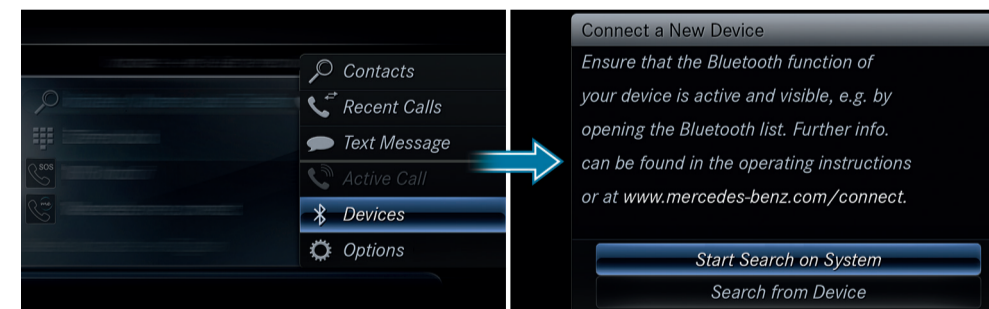 Contacts
Recent Calls
Text Message
Active Call
Devices
Options
SOS
Connect a New Device
Ensure that the Bluetooth function of
your device is active and visible, e.g. by
opening the Bluetooth list. Further info.
can be found in the operating instructions
or at www.mercedes-benz.com/connect.
Start Search on System
Search from Device